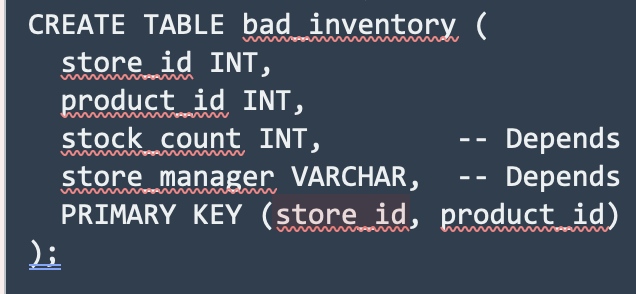 CREATE TABLE bad_inventory (
store_id INT,
product_id INT,
stock_count INT, -- Depends
store_manager VARCHAR, -- Depends
PRIMARY KEY (store_id, product_id)
);